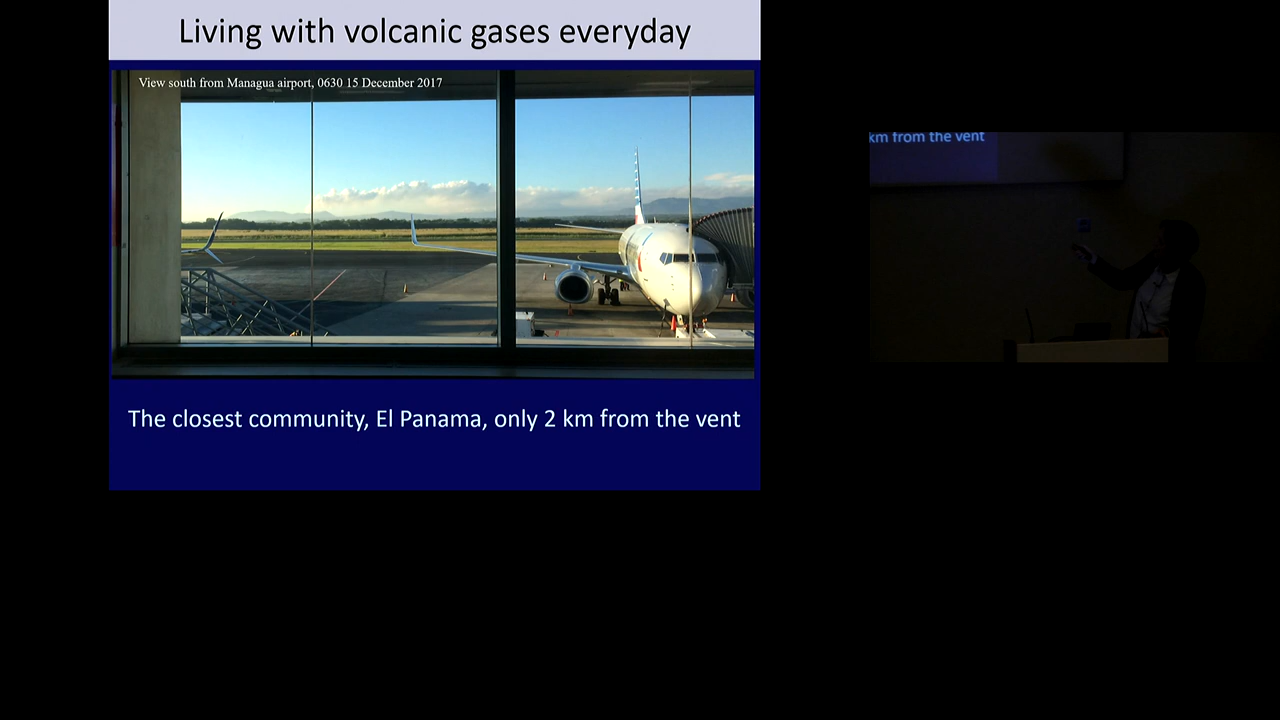 Living with volcanic gases everyday
View south from Managua airport, 0630 15 December 2017
The closest community, El Panama, only 2 km from the vent
km from the vent